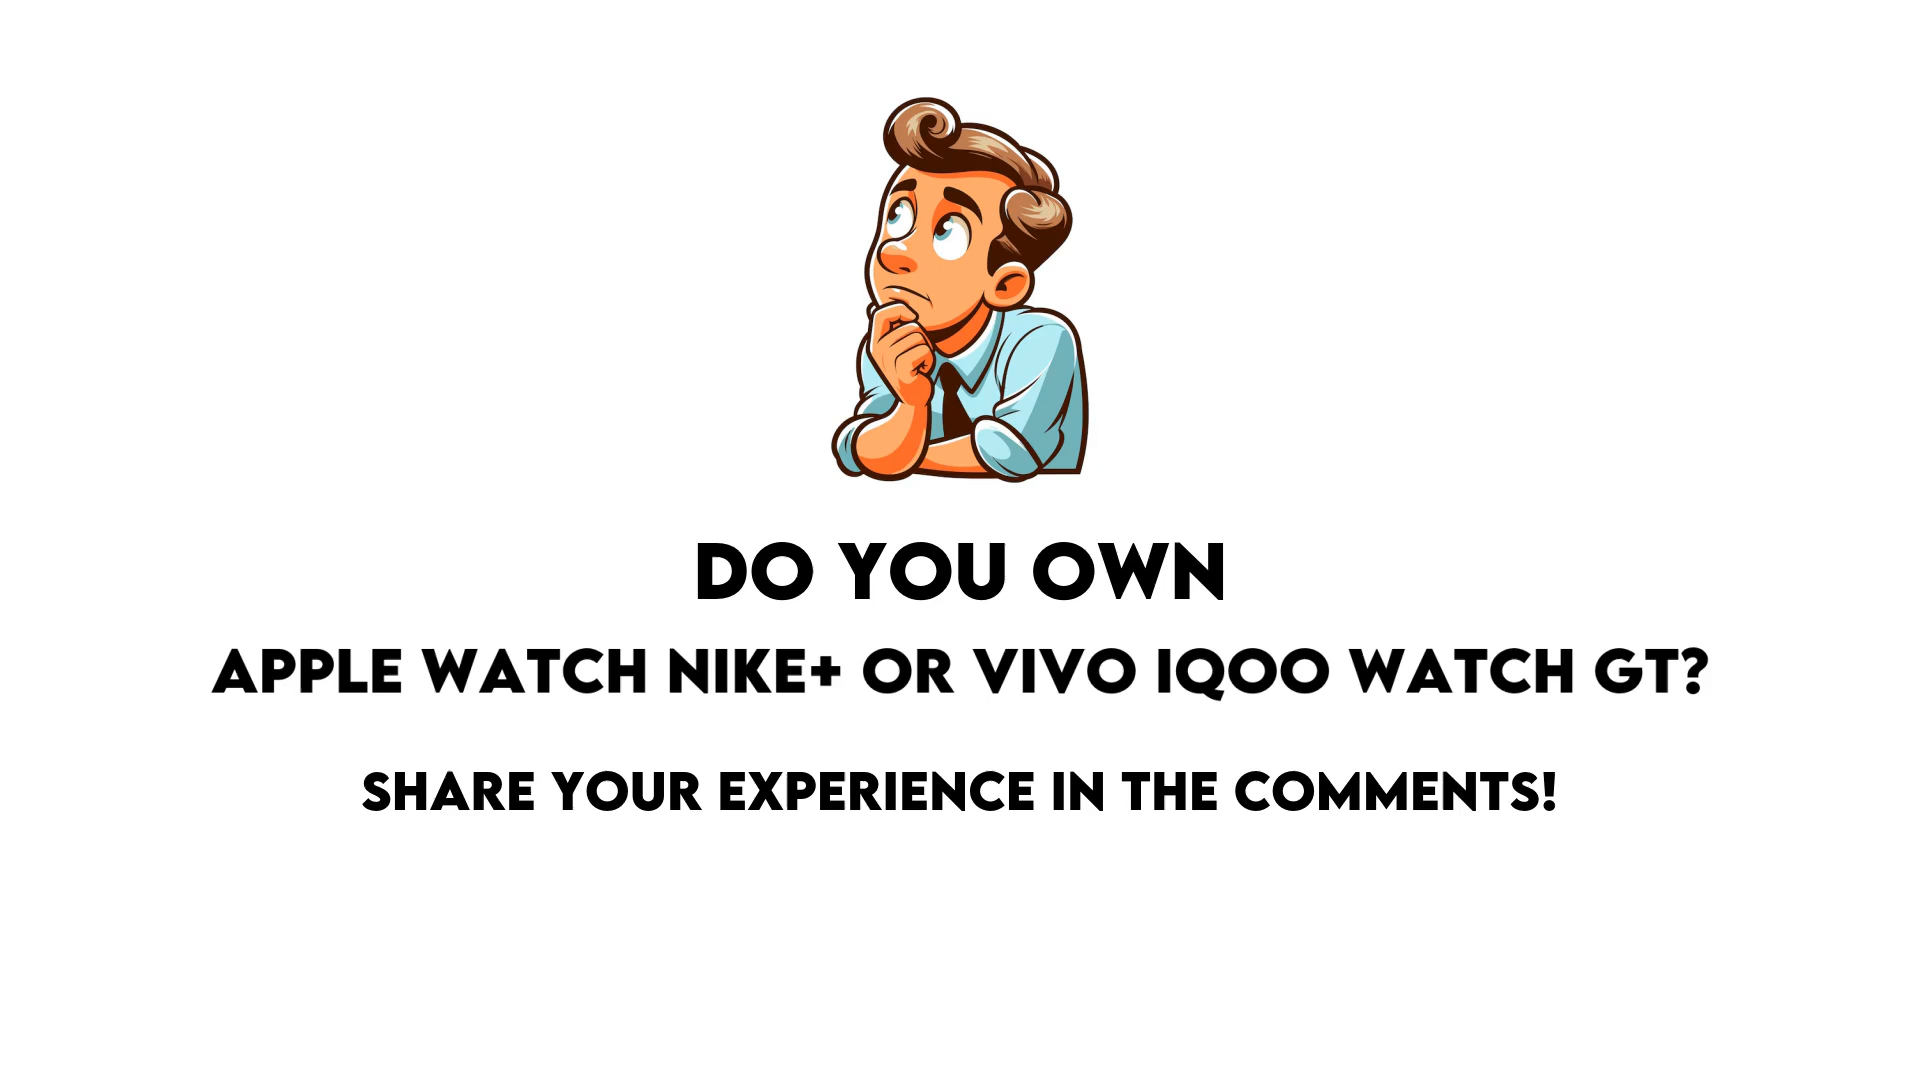 DO YOU OWN
APPLE WATCH NIKE+ OR VIVO IQOO WATCH GT?
SHARE YOUR EXPERIENCE IN THE COMMENTS!